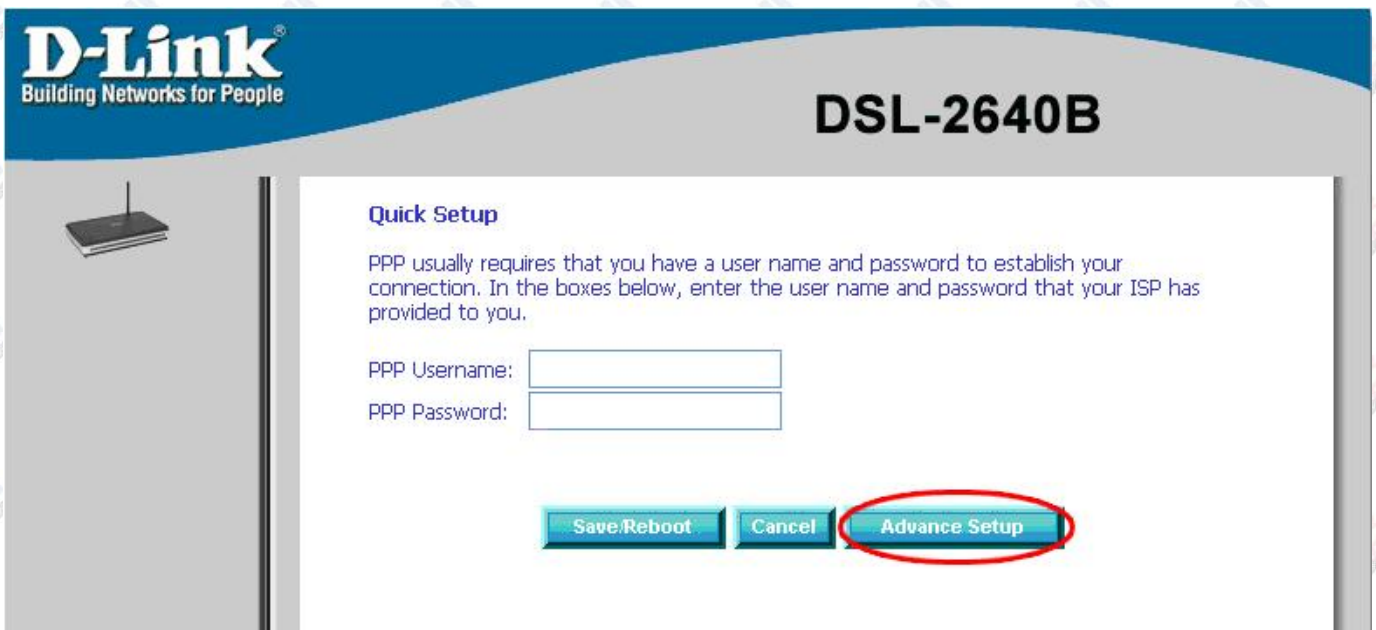 D-Link®
Building Networks for People
DSL-2640B
Quick Setup
PPP usually requires that you have a user name and password to establish your
connection. In the boxes below, enter the user name and password that your ISP has
provided to you.
PPP Username:
PPP Password:
Save/Reboot Cancel Advance Setup